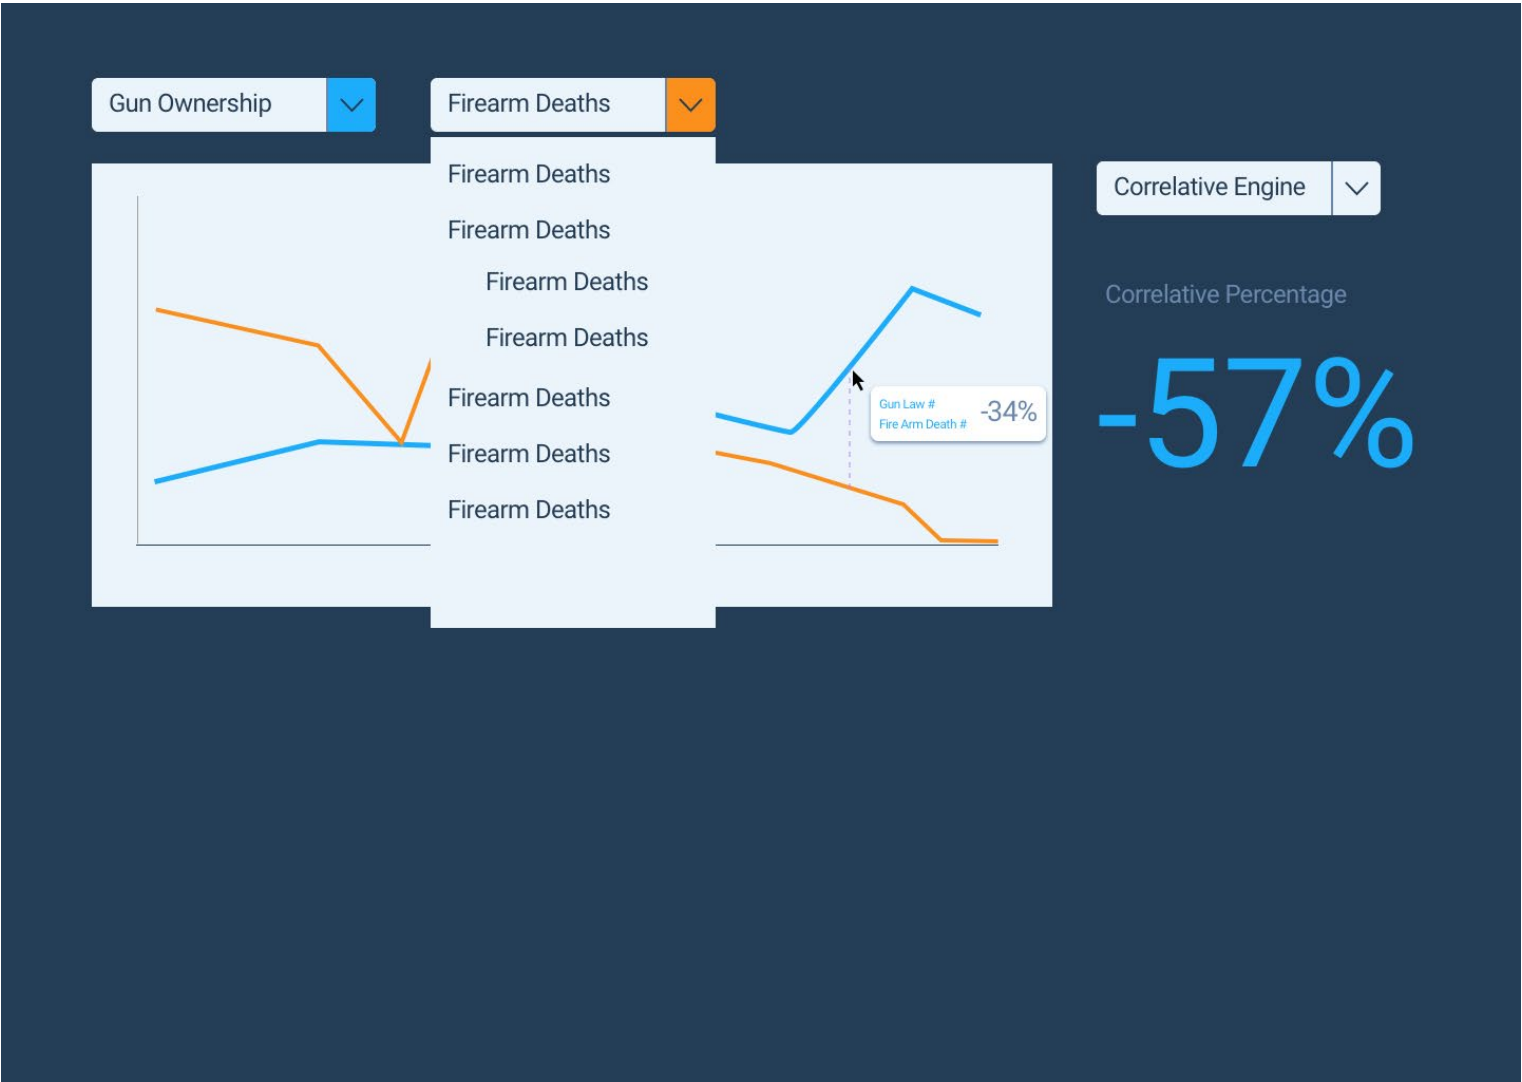 Gun Ownership
Firearm Deaths
Firearm Deaths
Firearm Deaths
Firearm Deaths
Firearm Deaths
Firearm Deaths
Firearm Deaths
Firearm Deaths
Gun Law #
Fire Arm Death #
-34%
Correlative Engine
Correlative Percentage
-57%